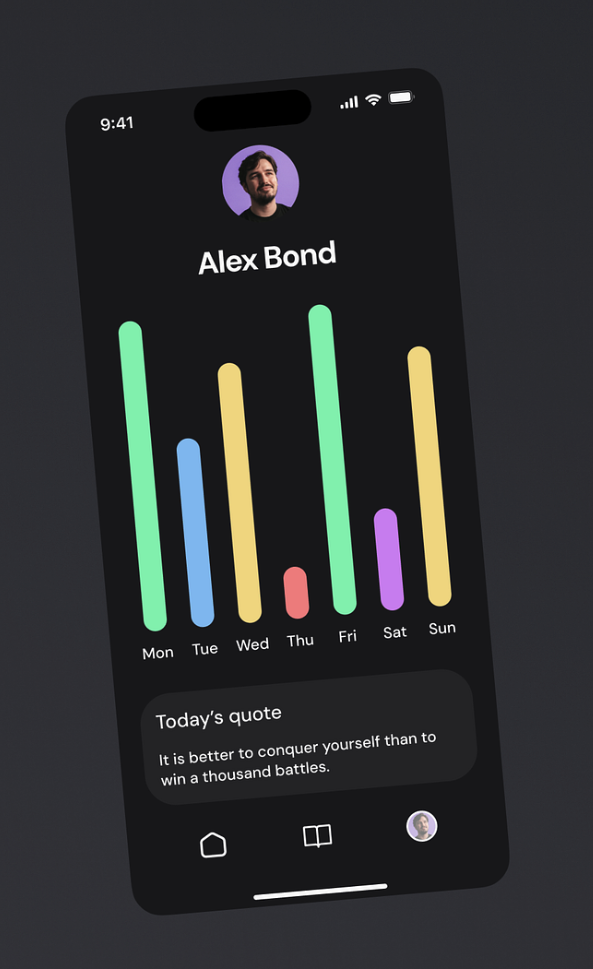 9:41
Alex Bond
Mon Tue Wed Thu Fri Sat Sun
Today’s quote
It is better to conquer yourself than to
win a thousand battles.